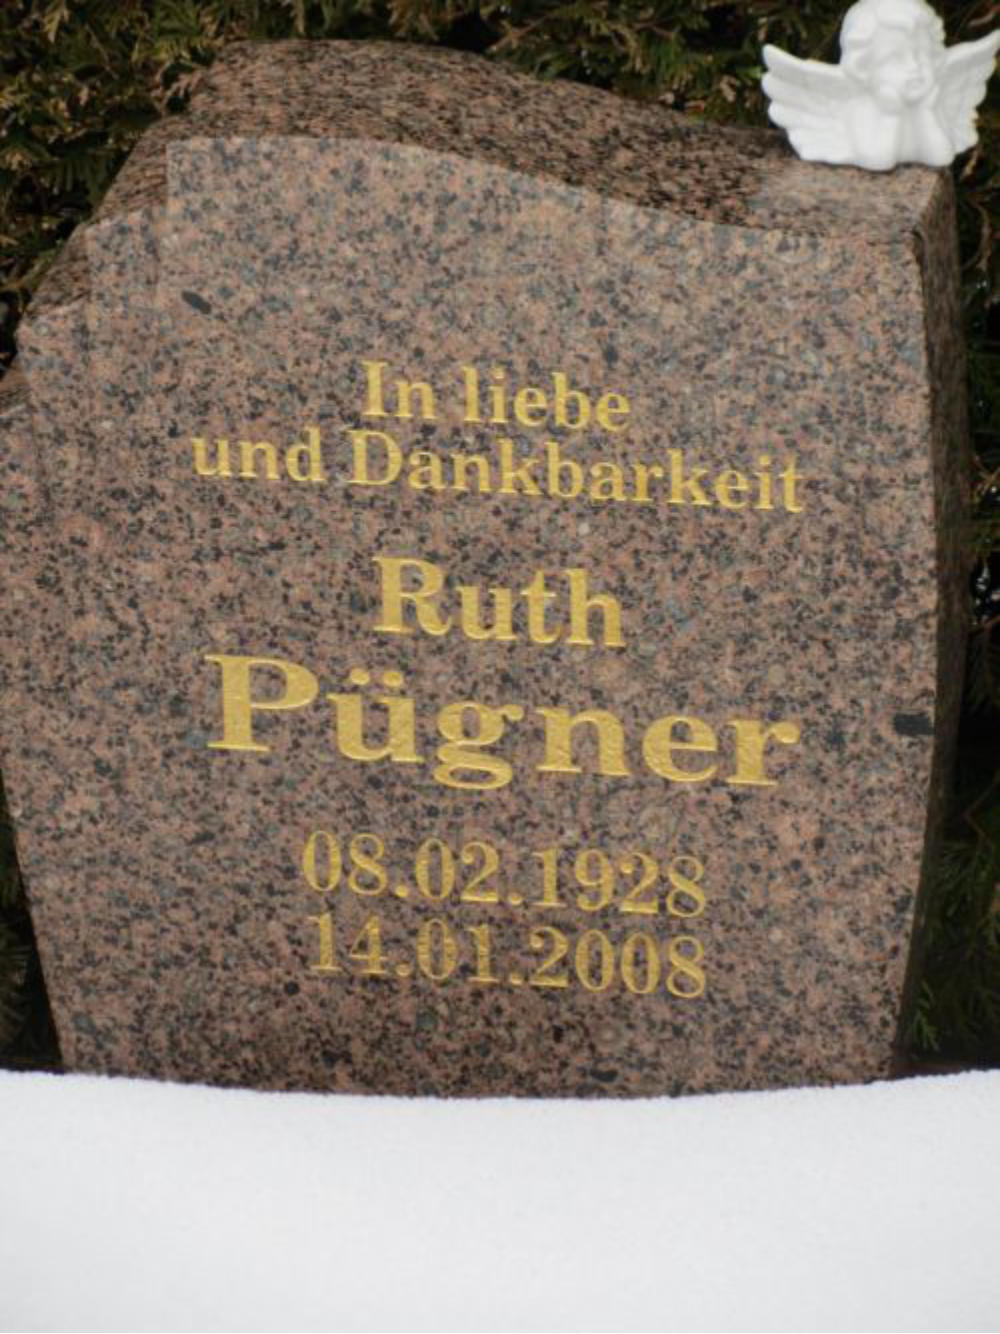 In liebe
und Dankbarkeit
Ruth
Pügner
08.02.1928
14.01.2008